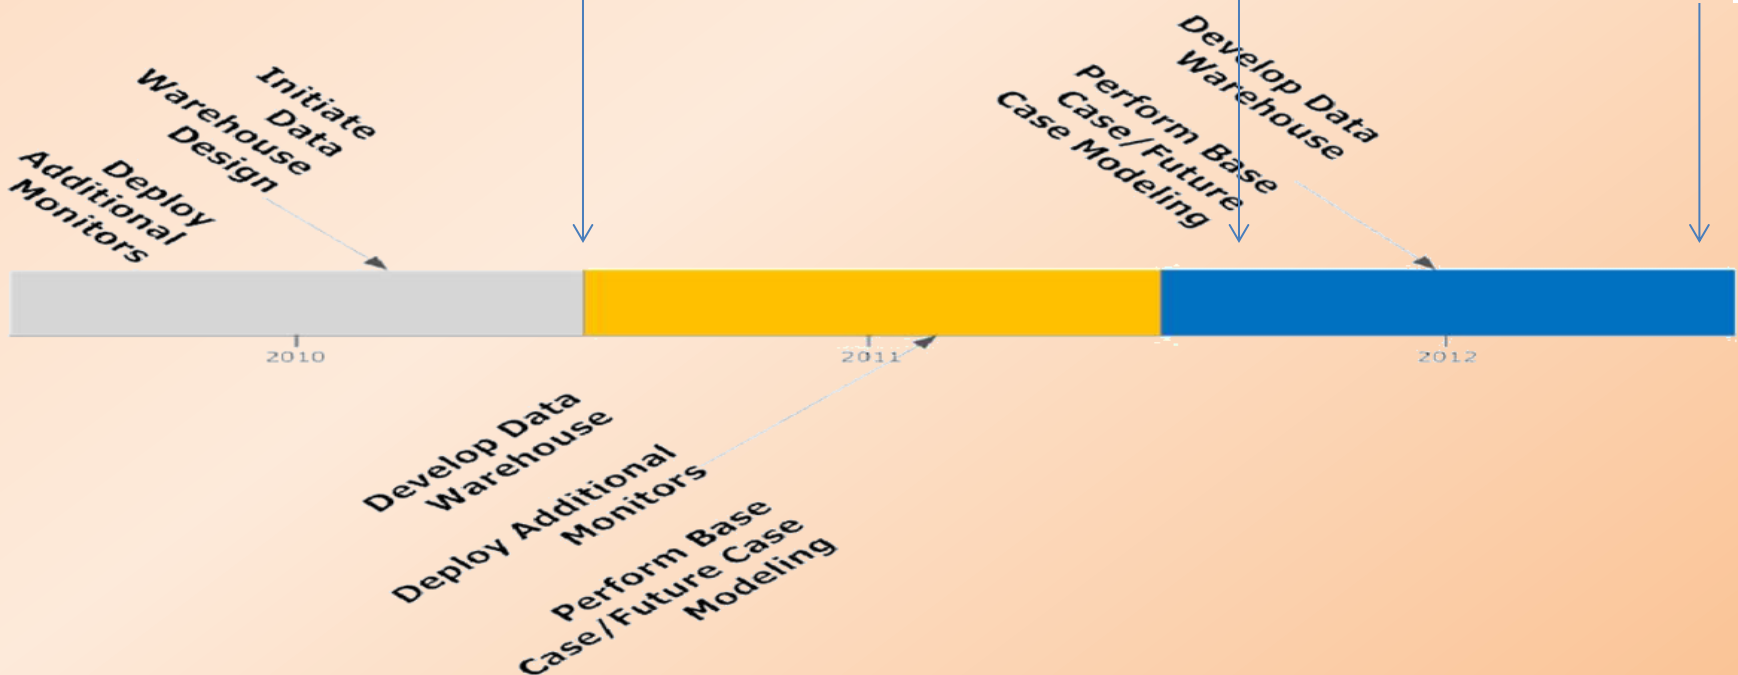 Deploy
Additional
Monitors
Initiate
Data
Warehouse
Design
Perform Base
Case/Future
Case Modeling
Develop Data
Warehouse
2010
2011
2012
Develop Data
Warehouse
Deploy Additional
Monitors
Perform Base
Case/Future Case
Modeling